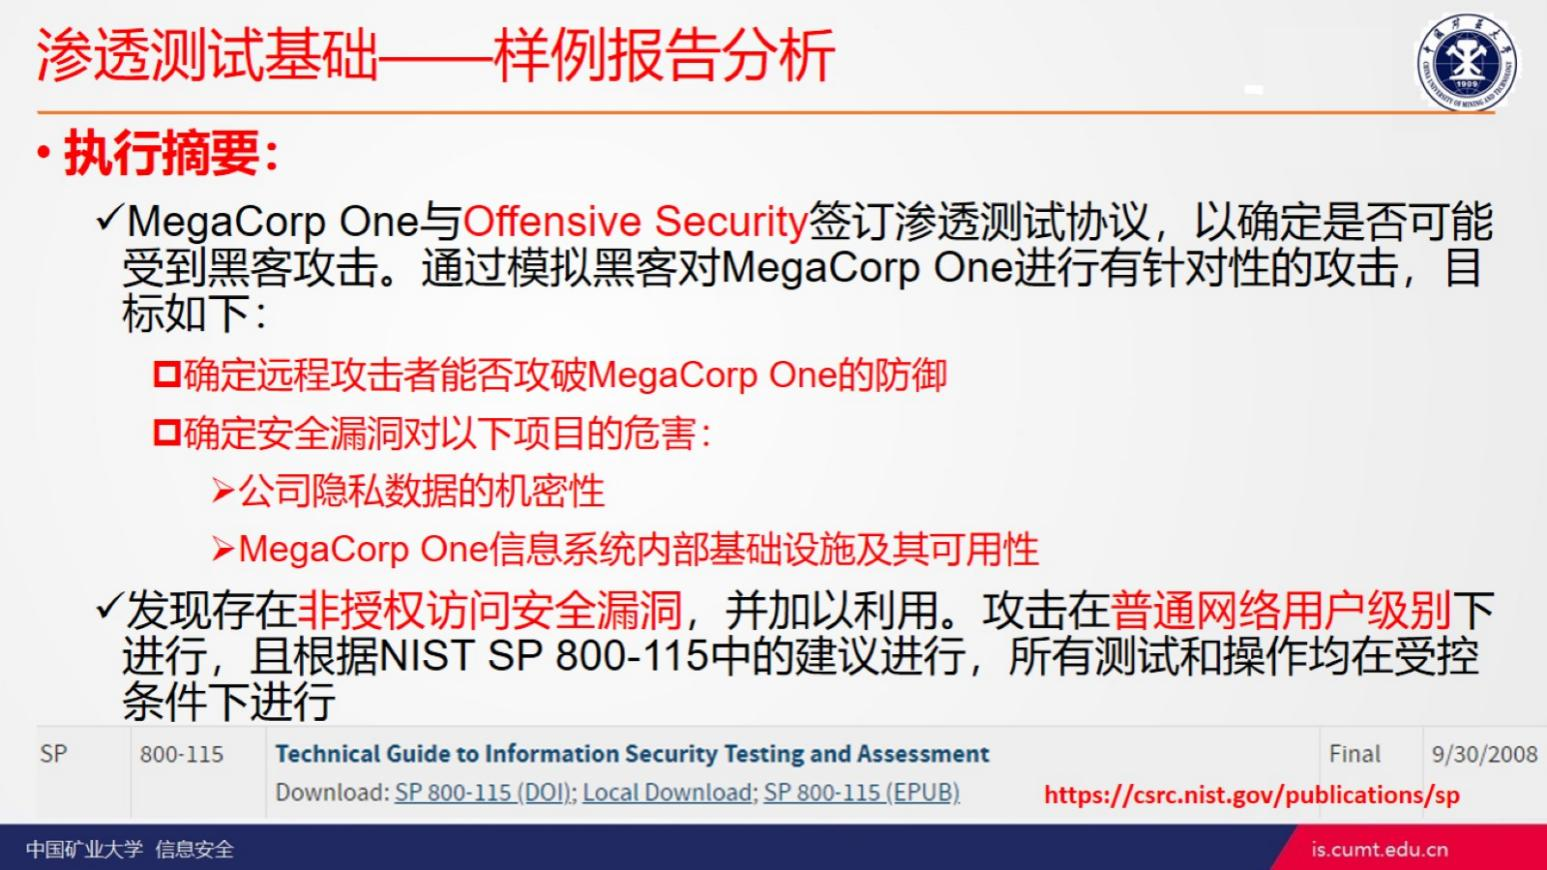 渗透测试基础——样例报告分析
中国矿业大学
CHINA UNIVERSITY OF MINING AND TECHNOLOGY
1909
• 执行摘要：
✓MegaCorp One与Offensive Security签订渗透测试协议，以确定是否可能
受到黑客攻击。通过模拟黑客对MegaCorp One进行有针对性的攻击，目
标如下：
确定远程攻击者能否攻破MegaCorp One的防御
确定安全漏洞对以下项目的危害：
➢公司隐私数据的机密性
➢MegaCorp One信息系统内部基础设施及其可用性
✓发现存在非授权访问安全漏洞，并加以利用。攻击在普通网络用户级别下
进行，且根据NIST SP 800-115中的建议进行，所有测试和操作均在受控
条件下进行
SP 800-115 Technical Guide to Information Security Testing and Assessment Final 9/30/2008
Download: SP 800-115 (DOI); Local Download; SP 800-115 (EPUB)
https://csrc.nist.gov/publications/sp
中国矿业大学 信息安全
is.cumt.edu.cn